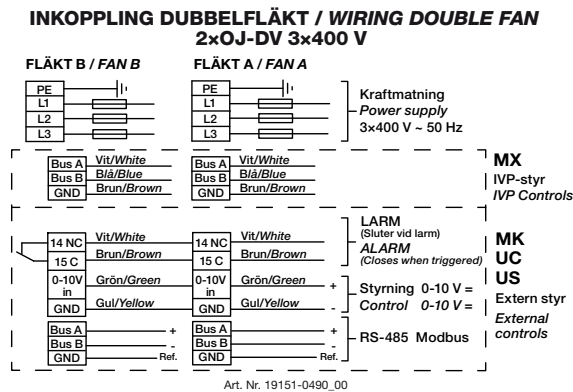 INKOPPLING DUBBELFLÄKT / WIRING DOUBLE FAN
2×OJ-DV 3×400 V
FLÄKT B / FAN B
FLÄKT A / FAN A
PE
L1
L2
L3
PE
L1
L2
L3
Kraftmatning
Power supply
3×400 V ~ 50 Hz
Bus A Vit/White
Bus B Blå/Blue
GND Brun/Brown
Bus A Vit/White
Bus B Blå/Blue
GND Brun/Brown
MX
IVP-styr
IVP Controls
14 NC Vit/White
15 C Brun/Brown
0-10V in Grön/Green
GND Gul/Yellow
14 NC Vit/White
15 C Brun/Brown
0-10V in Grön/Green +
GND Gul/Yellow -
LARM
(Sluter vid larm)
ALARM
(Closes when triggered)
Styrning 0-10 V =
Control 0-10 V =
MK
UC
US
Extern styr
External
controls
Bus A +
Bus B -
GND Ref.
Bus A +
Bus B -
GND Ref.
RS-485 Modbus
Art. Nr. 19151-0490_00